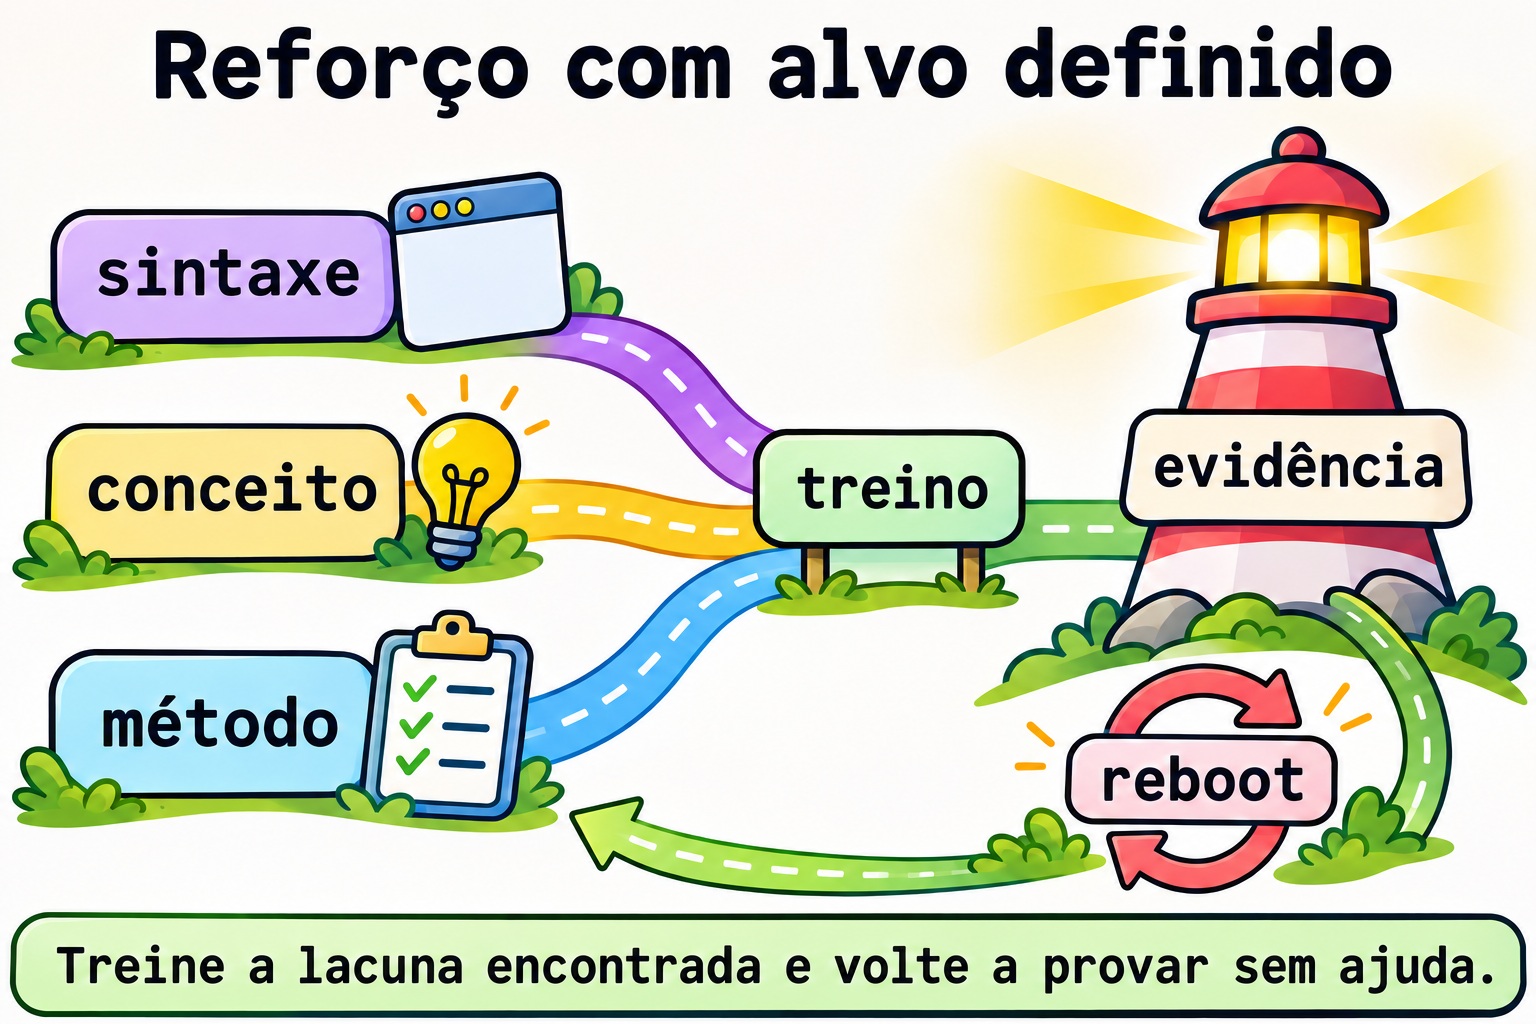 Reforço com alvo definido
sintaxe
conceito
método
treino
evidência
reboot
Treine a lacuna encontrada e volte a provar sem ajuda.